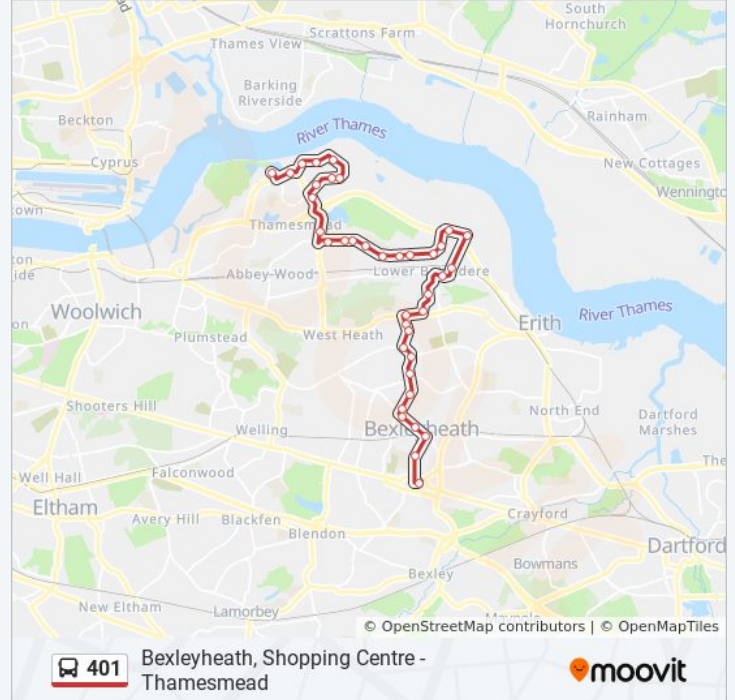 South
Hornchurch
Scrattons Farm
Thames View
Barking
Riverside
Rainham
Beckton
River Thames
Cyprus
New Cottages
Wennington
town
Thamesmead
Abbey Wood
Lower Belvedere
Woolwich
River Thames
Erith
Plumstead
West Heath
Shooters Hill
North End
Dartford
Marshes
Welling
Bexleyheath
Well Hall
Falconwood
The
Eltham
Crayford
Avery Hill
Blackfen
Blendon
Dartford
Bowmans
Bexley
New Eltham
Lamorbey
© OpenStreetMap contributors | © OpenMapTiles
401
Bexleyheath, Shopping Centre -
Thamesmead
moovit